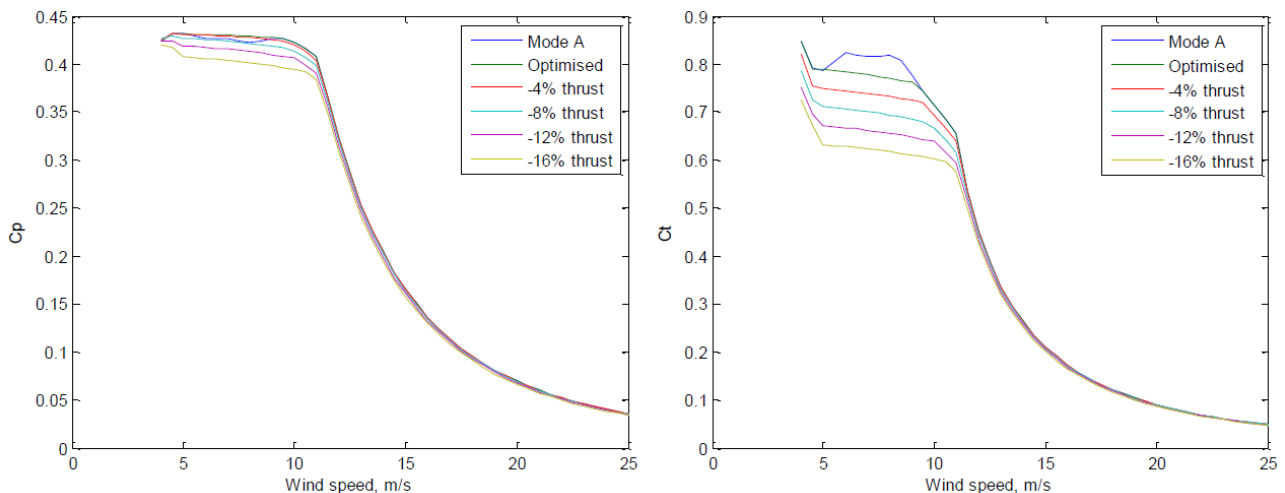 0.45
0.4
0.35
0.3
0.25
0.2
0.15
0.1
0.05
0
Cp
0 5 10 15 20 25
Wind speed, m/s
Mode A
Optimised
-4% thrust
-8% thrust
-12% thrust
-16% thrust
0.9
0.8
0.7
0.6
0.5
0.4
0.3
0.2
0.1
0
Ct
0 5 10 15 20 25
Wind speed, m/s
Mode A
Optimised
-4% thrust
-8% thrust
-12% thrust
-16% thrust